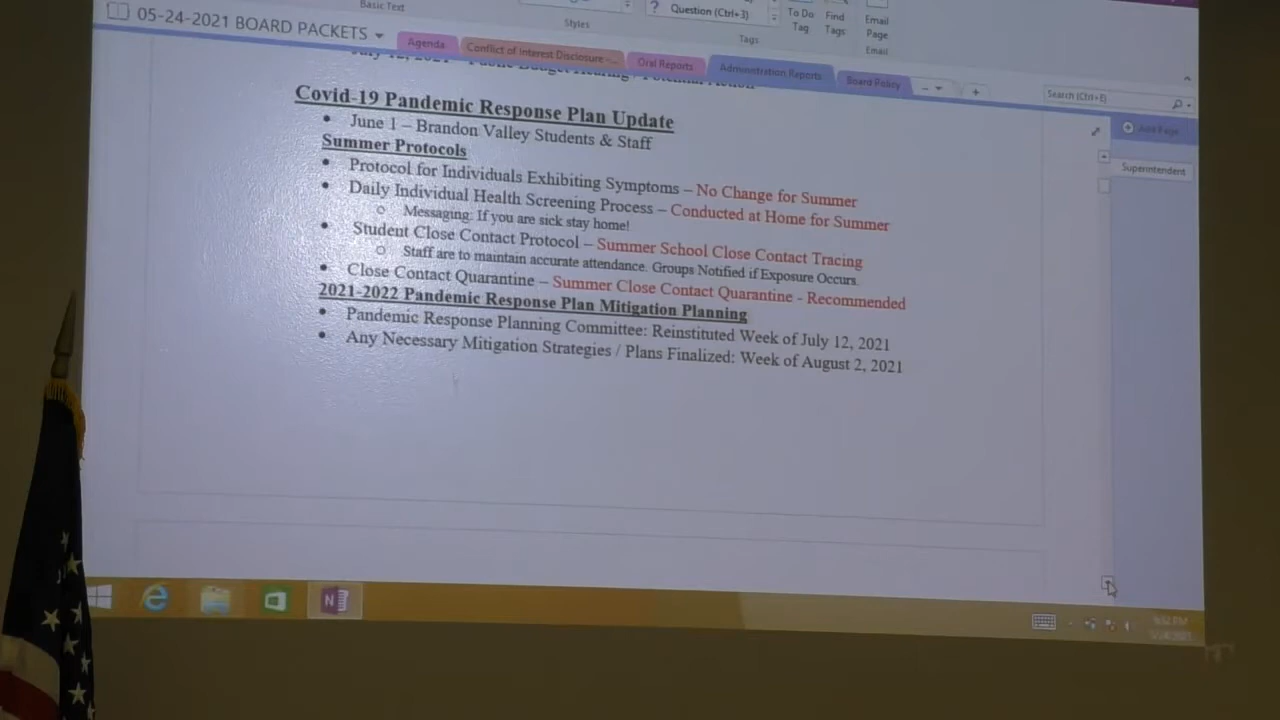 Basic Text
Styles
? Question (Ctrl+3)
Tags
To Do Tag
Find Tags
Email Page
Email
05-24-2021 BOARD PACKETS
Agenda
Conflict of Interest Disclosure -...
Oral Reports
Administration Reports
Board Policy
+
Search (Ctrl+E)
Add Page
Superintendent
Covid-19 Pandemic Response Plan Update
• June 1 – Brandon Valley Students & Staff
Summer Protocols
• Protocol for Individuals Exhibiting Symptoms – No Change for Summer
• Daily Individual Health Screening Process – Conducted at Home for Summer
o Messaging: If you are sick stay home!
• Student Close Contact Protocol – Summer School Close Contact Tracing
o Staff are to maintain accurate attendance. Groups Notified if Exposure Occurs.
• Close Contact Quarantine – Summer Close Contact Quarantine - Recommended
2021-2022 Pandemic Response Plan Mitigation Planning
• Pandemic Response Planning Committee: Reinstituted Week of July 12, 2021
• Any Necessary Mitigation Strategies / Plans Finalized: Week of August 2, 2021